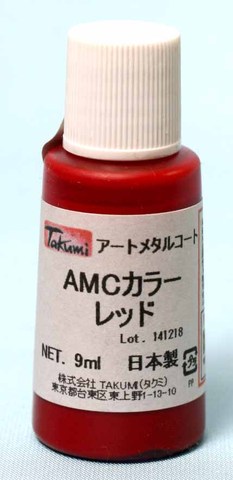 Takumi アートメタルコート
AMCカラー
レッド
Lot. 141218
NET. 9ml 日本製
株式会社 TAKUMI(タクミ)
東京都台東区東上野1-13-10